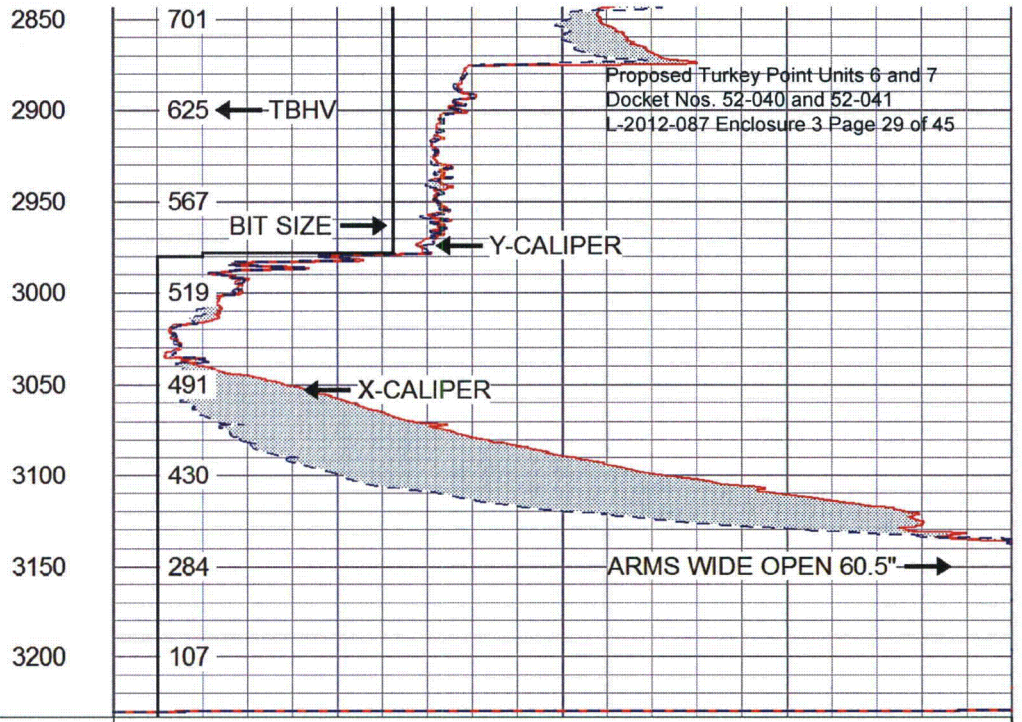 2850 701
Proposed Turkey Point Units 6 and 7
Docket Nos. 52-040 and 52-041
2900 625 TBHV
L-2012-087 Enclosure 3 Page 29 of 45
2950 567
BIT SIZE
Y-CALIPER
3000 519
3050 491 X-CALIPER
3100 430
3150 284 ARMS WIDE OPEN 60.5"
3200 107